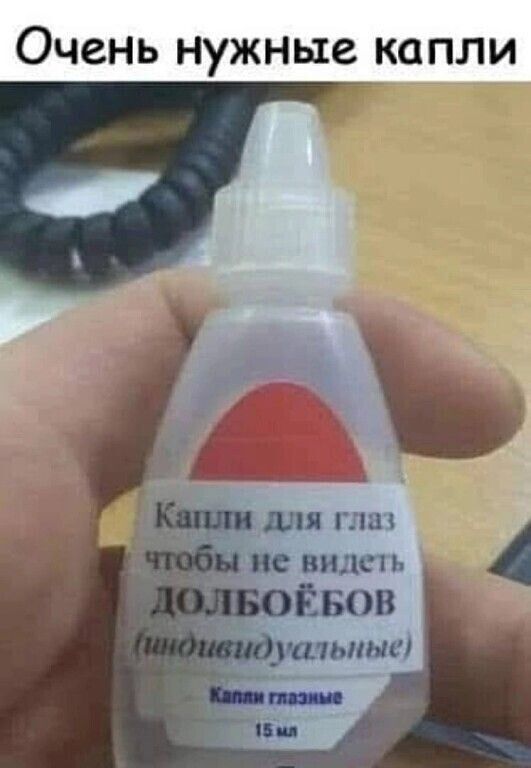 Очень нужные капли
Капли для глаз
чтобы не видеть
ДОЛБОЁБОВ
(индивидуальные)
Капли глазные
15 мл